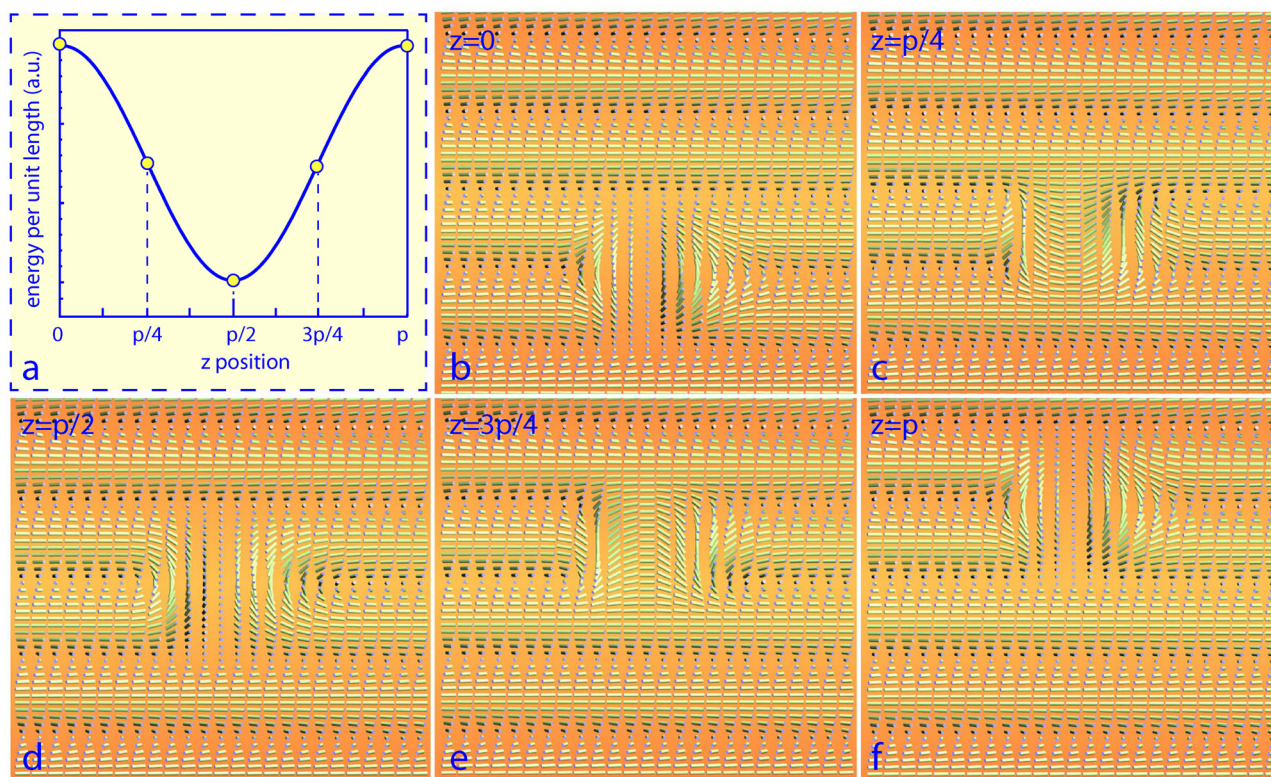 energy per unit length (a.u.)
0
p/4
p/2
3p/4
p
z position
a
z=0
b
z=p/4
c
z=p/2
d
z=3p/4
e
z=p
f